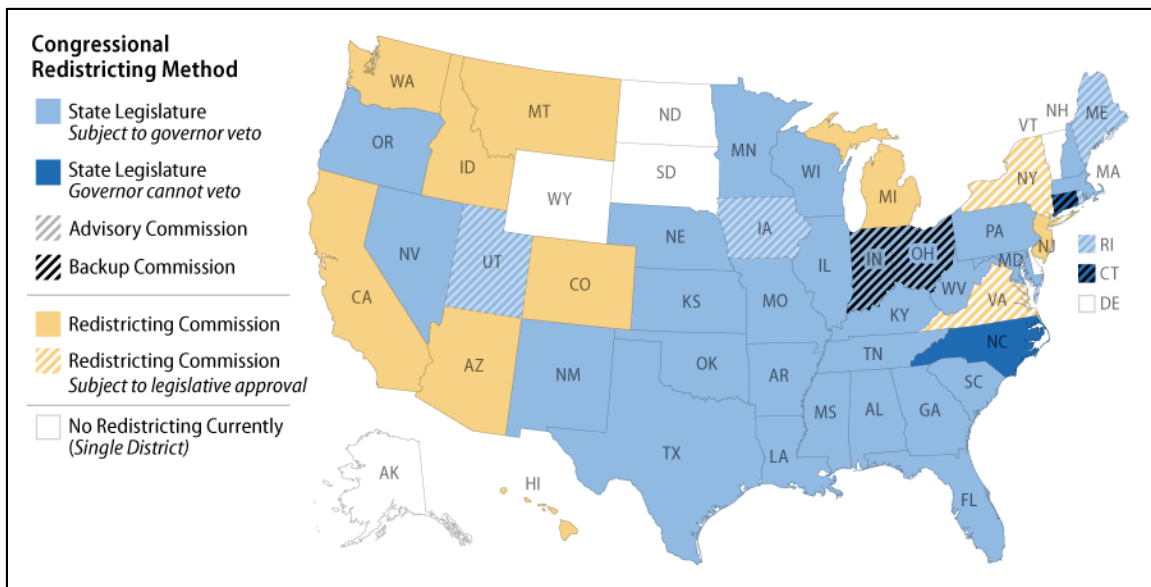 Congressional
Redistricting Method
State Legislature
Subject to governor veto
State Legislature
Governor cannot veto
Advisory Commission
Backup Commission
Redistricting Commission
Redistricting Commission
Subject to legislative approval
No Redistricting Currently
(Single District)
WA
MT
ND
OR
ID
SD
WY
MN
WI
MI
VT
NH
ME
NY
MA
NV
UT
CO
NE
IA
IL
IN
OH
PA
NJ
RI
CT
DE
CA
KS
MO
KY
WV
MD
VA
AZ
NM
OK
AR
TN
NC
SC
MS
AL
GA
TX
LA
FL
AK
HI